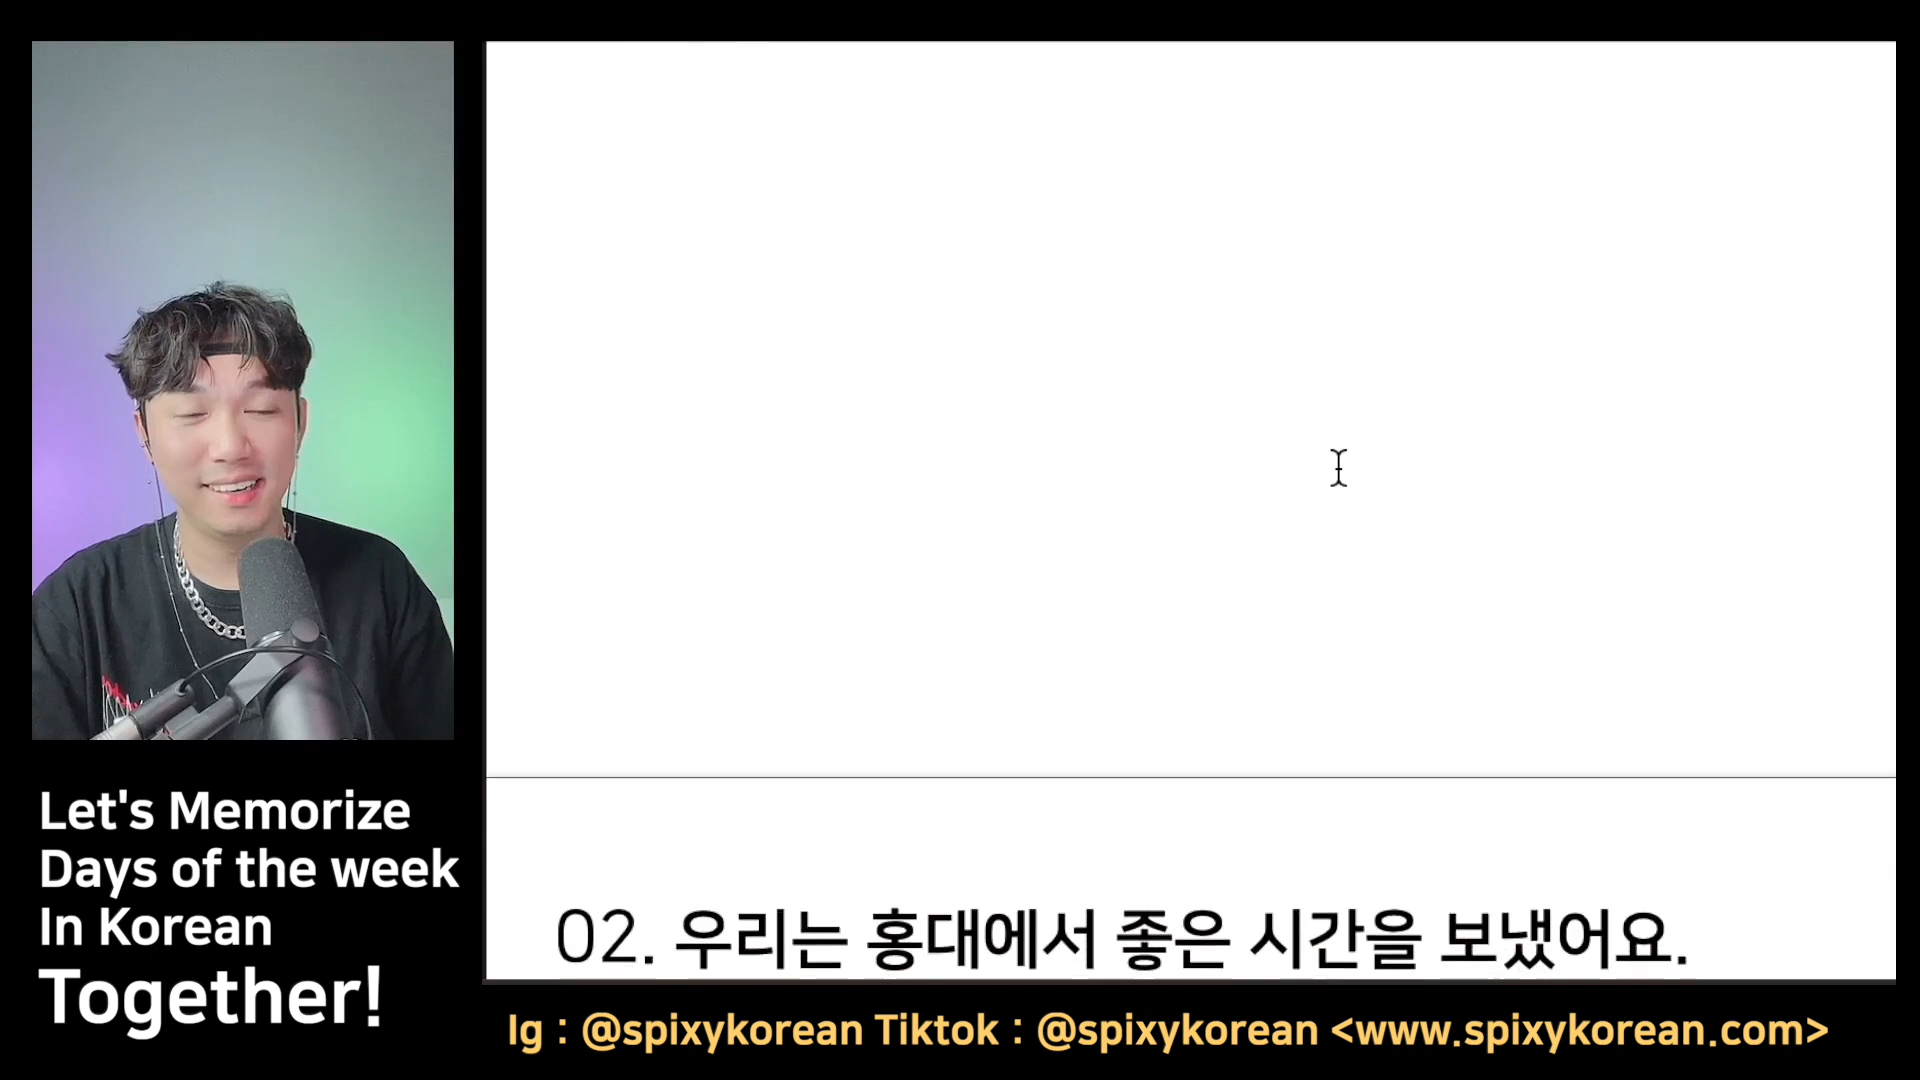 Let's Memorize
Days of the week
In Korean
Together!
02. 우리는 홍대에서 좋은 시간을 보냈어요.
Ig : @spixykorean Tiktok : @spixykorean <www.spixykorean.com>